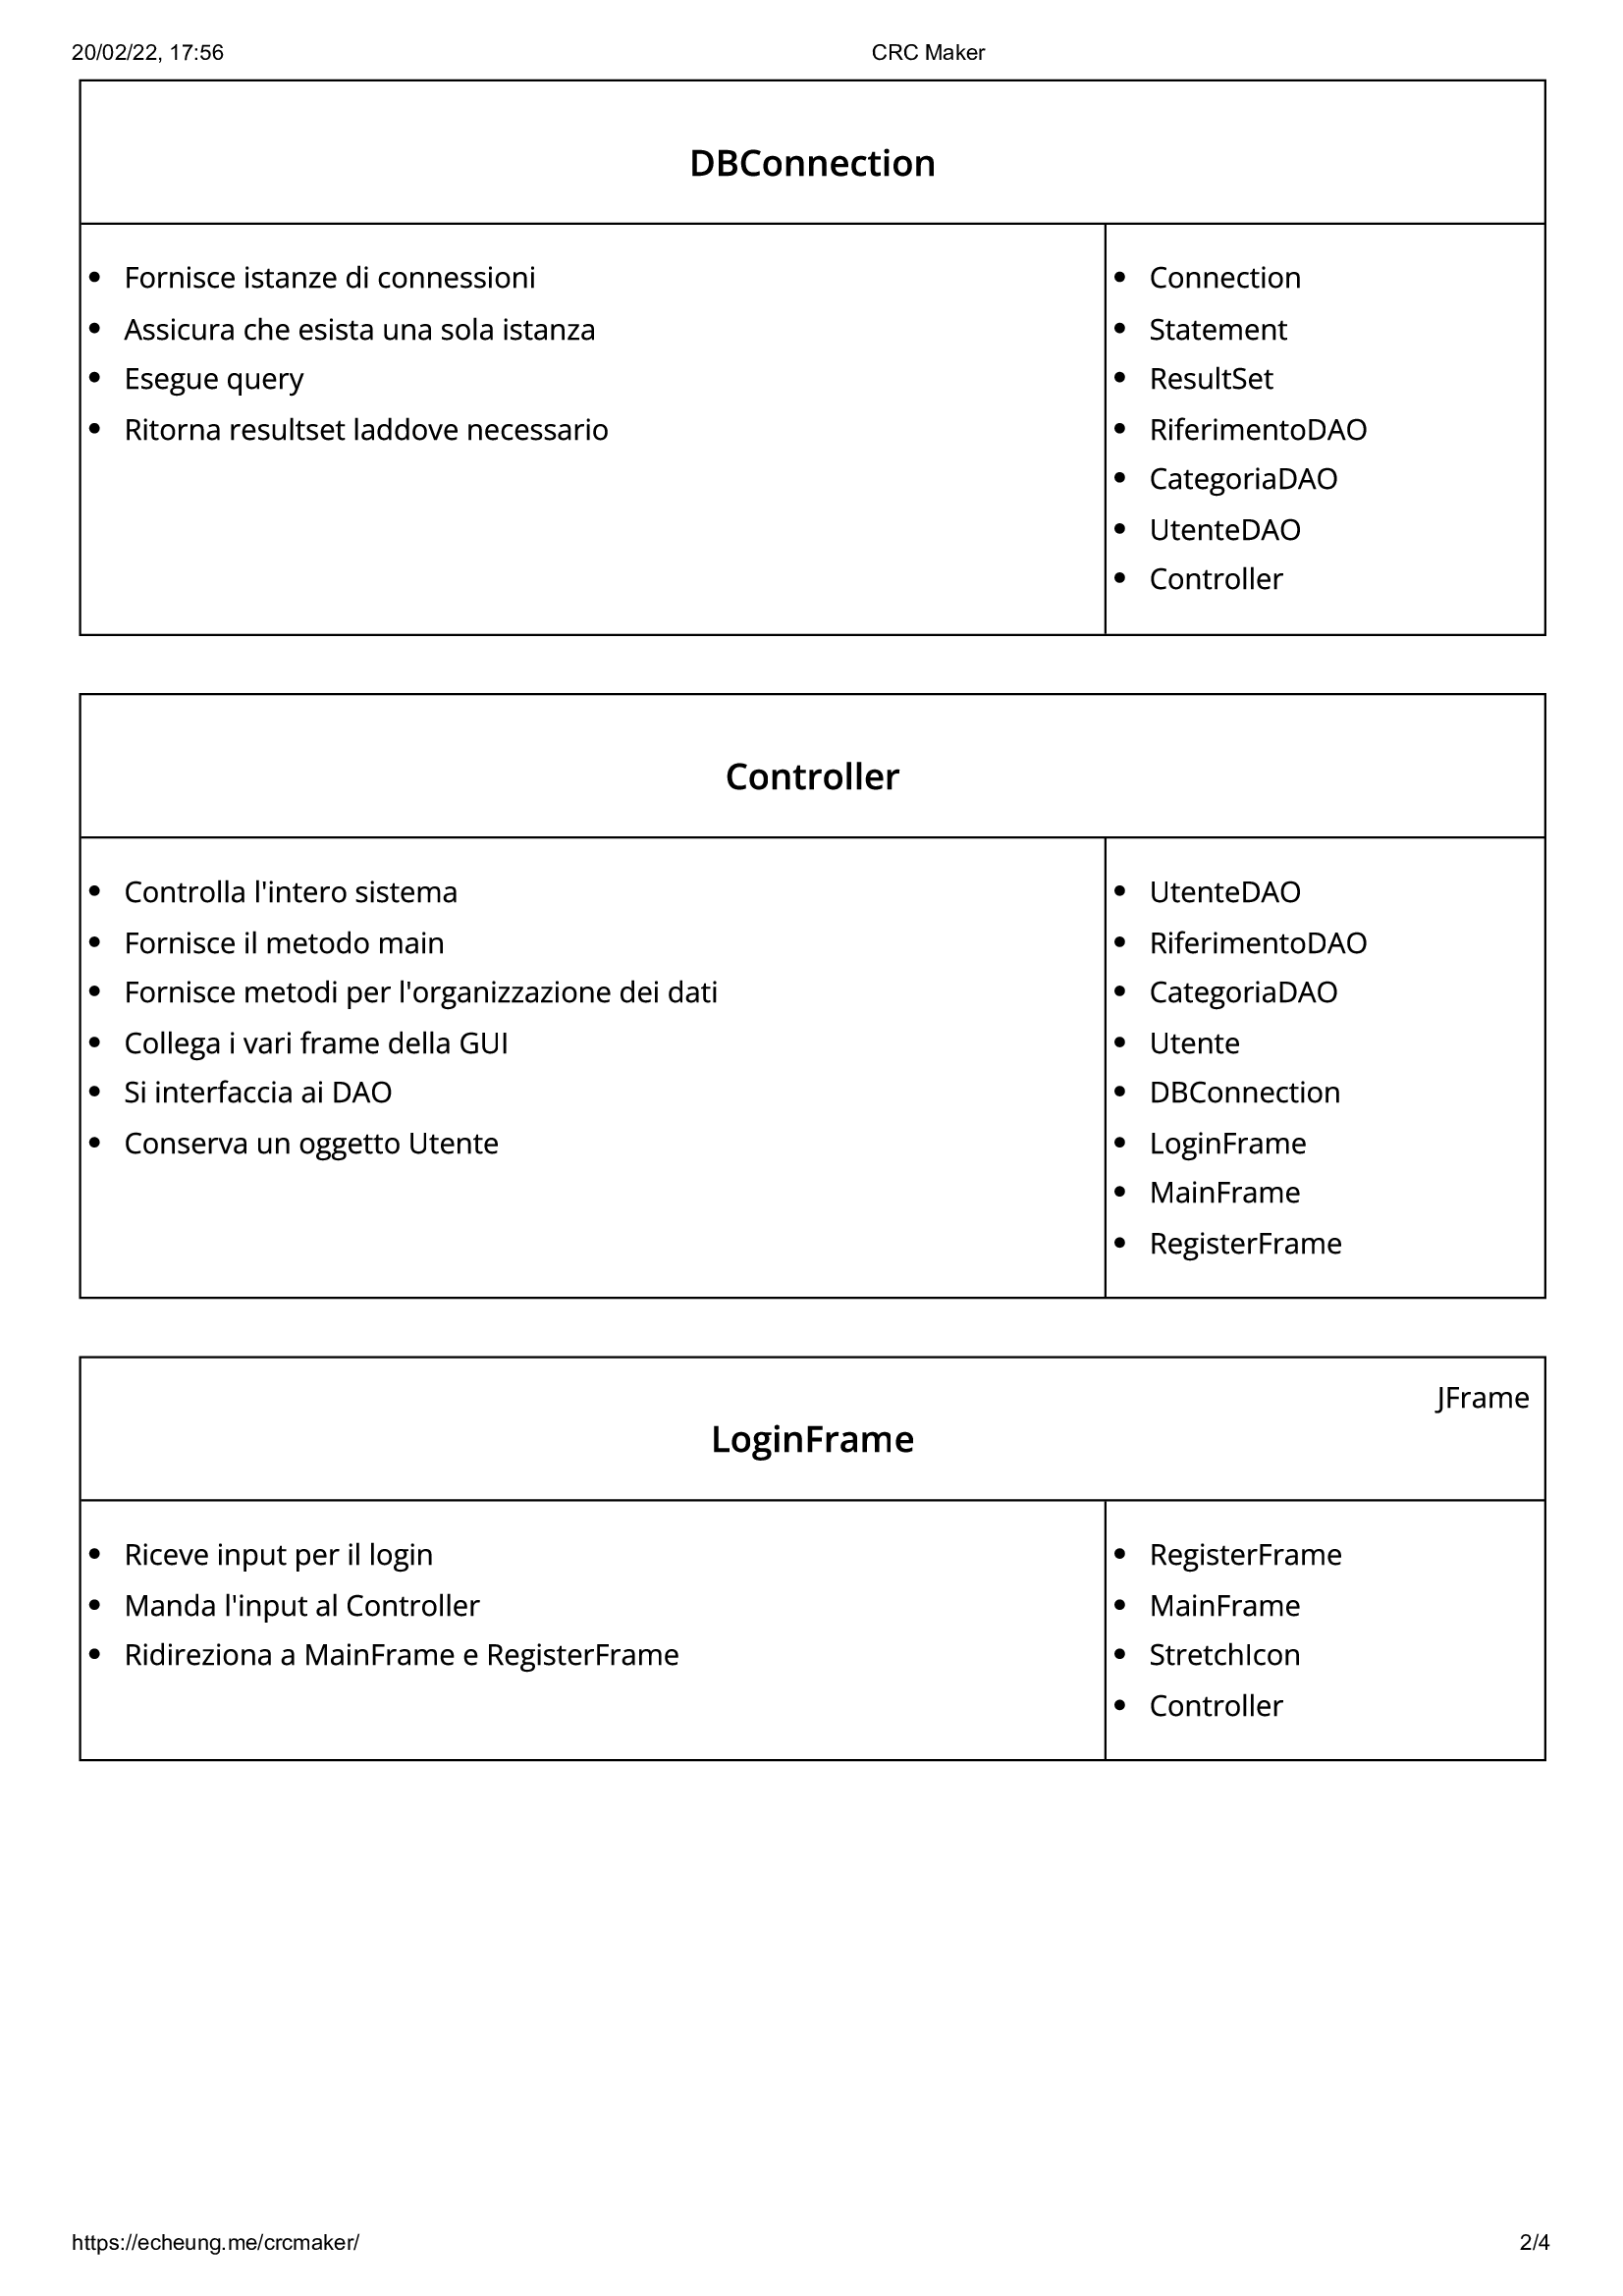 20/02/22, 17:56
CRC Maker
DBConnection
Fornisce istanze di connessioni
Assicura che esista una sola istanza
Esegue query
Ritorna resultset laddove necessario
Connection
Statement
ResultSet
RiferimentoDAO
CategoriaDAO
UtenteDAO
Controller
Controller
Controlla l'intero sistema
Fornisce il metodo main
Fornisce metodi per l'organizzazione dei dati
Collega i vari frame della GUI
Si interfaccia ai DAO
Conserva un oggetto Utente
UtenteDAO
RiferimentoDAO
CategoriaDAO
Utente
DBConnection
LoginFrame
MainFrame
RegisterFrame
JFrame
LoginFrame
Riceve input per il login
Manda l'input al Controller
Ridireziona a MainFrame e RegisterFrame
RegisterFrame
MainFrame
StretchIcon
Controller
https://echeung.me/crcmaker/
2/4